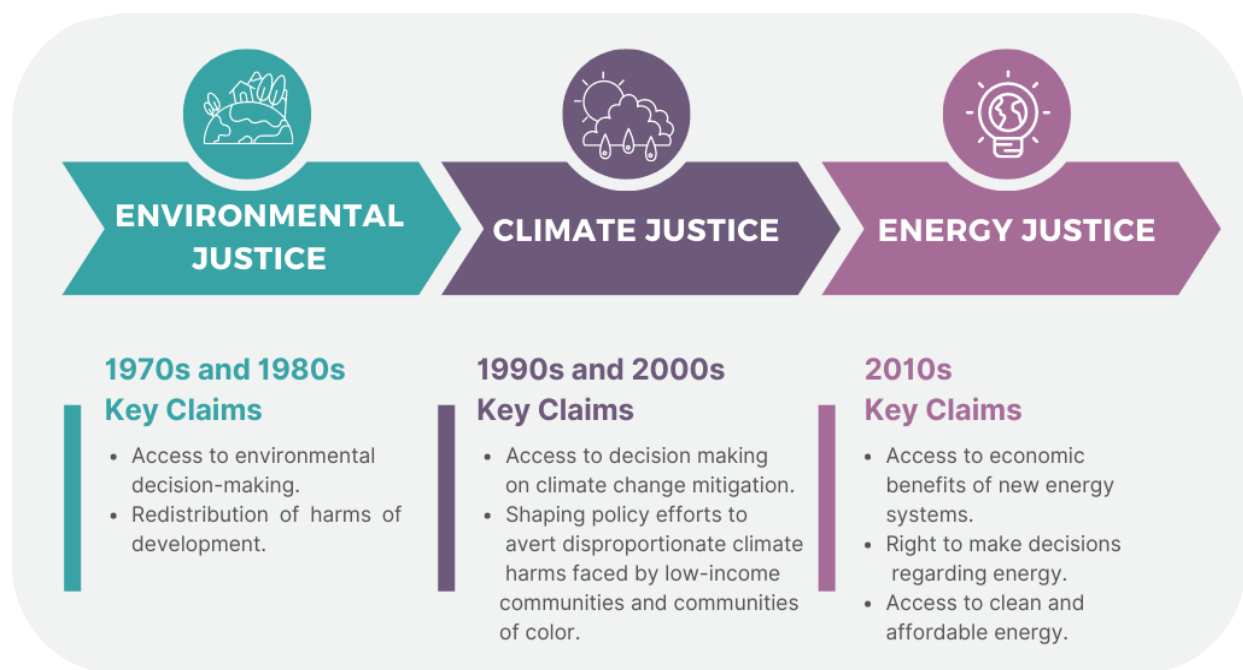 ENVIRONMENTAL
JUSTICE
CLIMATE JUSTICE
ENERGY JUSTICE
1970s and 1980s
Key Claims
• Access to environmental
decision-making.
• Redistribution of harms of
development.
1990s and 2000s
Key Claims
• Access to decision making
on climate change mitigation.
• Shaping policy efforts to
avert disproportionate climate
harms faced by low-income
communities and communities
of color.
2010s
Key Claims
• Access to economic
benefits of new energy
systems.
• Right to make decisions
regarding energy.
• Access to clean and
affordable energy.